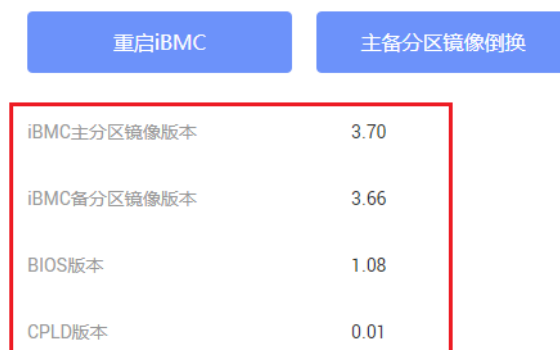 重启iBMC 主备分区镜像倒换
iBMC主分区镜像版本 3.70
iBMC备分区镜像版本 3.66
BIOS版本 1.08
CPLD版本 0.01